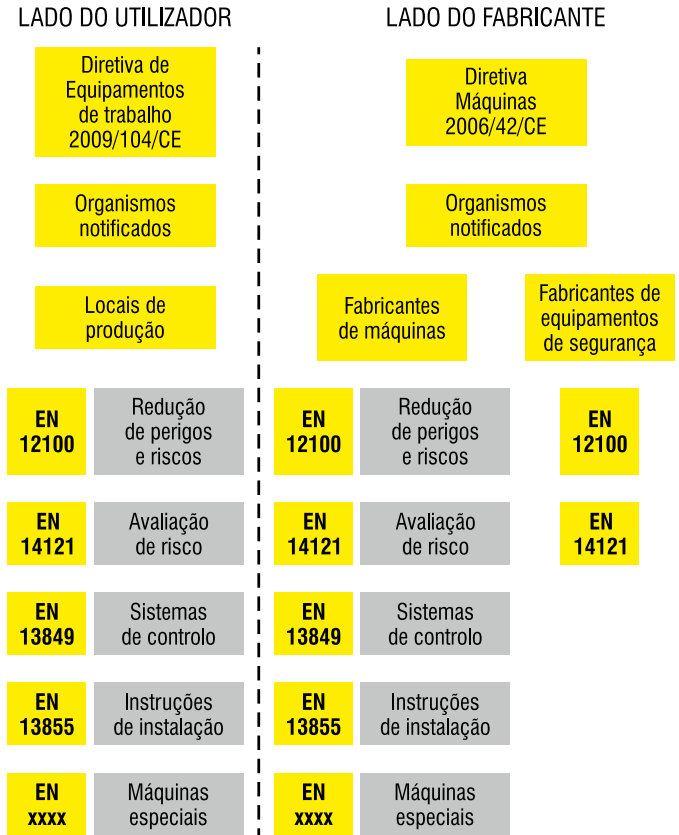 LADO DO UTILIZADOR
Diretiva de
Equipamentos
de trabalho
2009/104/CE
Organismos
notificados
Locais de
produção
EN
12100
Redução
de perigos
e riscos
EN
14121
Avaliação
de risco
EN
13849
Sistemas
de controlo
EN
13855
Instruções
de instalação
EN
xxxx
Máquinas
especiais
LADO DO FABRICANTE
Diretiva
Máquinas
2006/42/CE
Organismos
notificados
Fabricantes
de máquinas
Fabricantes de
equipamentos
de segurança
EN
12100
Redução
de perigos
e riscos
EN
12100
EN
14121
Avaliação
de risco
EN
14121
EN
13849
Sistemas
de controlo
EN
13855
Instruções
de instalação
EN
xxxx
Máquinas
especiais